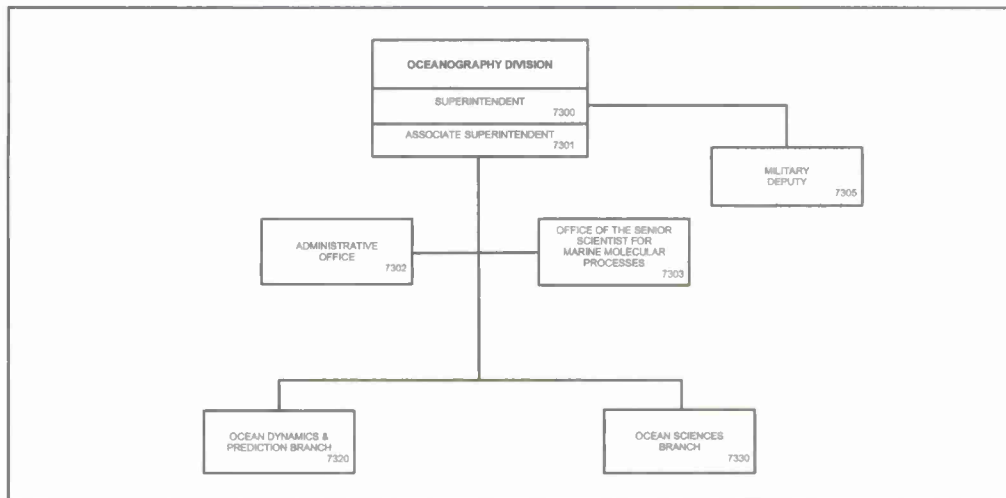 OCEANOGRAPHY DIVISION
SUPERINTENDENT
7300
ASSOCIATE SUPERINTENDENT
7301
MILITARY
DEPUTY
7305
ADMINISTRATIVE
OFFICE
7302
OFFICE OF THE SENIOR
SCIENTIST FOR
MARINE MOLECULAR
PROCESSES
7303
OCEAN DYNAMICS &
PREDICTION BRANCH
7320
OCEAN SCIENCES
BRANCH
7330